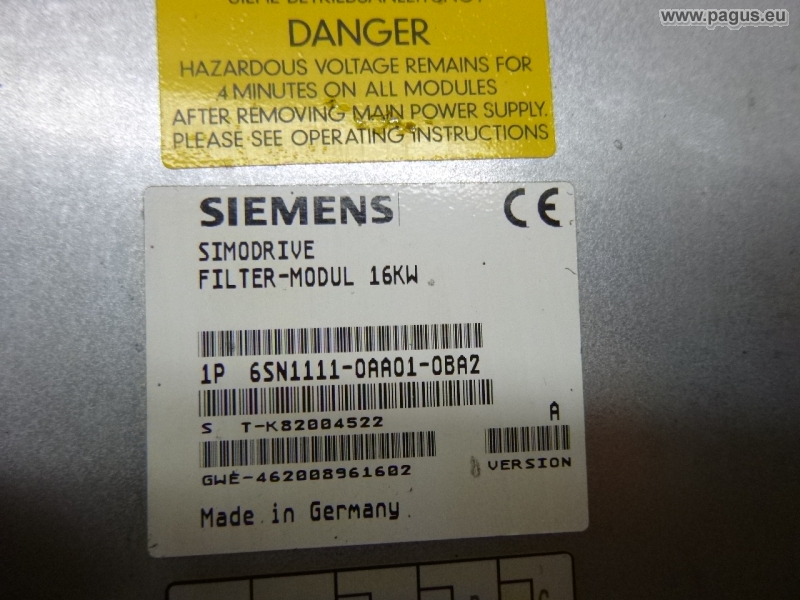 www.pagus.eu
DANGER
HAZARDOUS VOLTAGE REMAINS FOR
4 MINUTES ON ALL MODULES
AFTER REMOVING MAIN POWER SUPPLY.
PLEASE SEE OPERATING INSTRUCTIONS
SIEMENS CE
SIMODRIVE
FILTER-MODUL 16KW
1P 6SN1111-0AA01-0BA2
S T-K82004522
A
VERSION
GWE-462008961602
Made in Germany